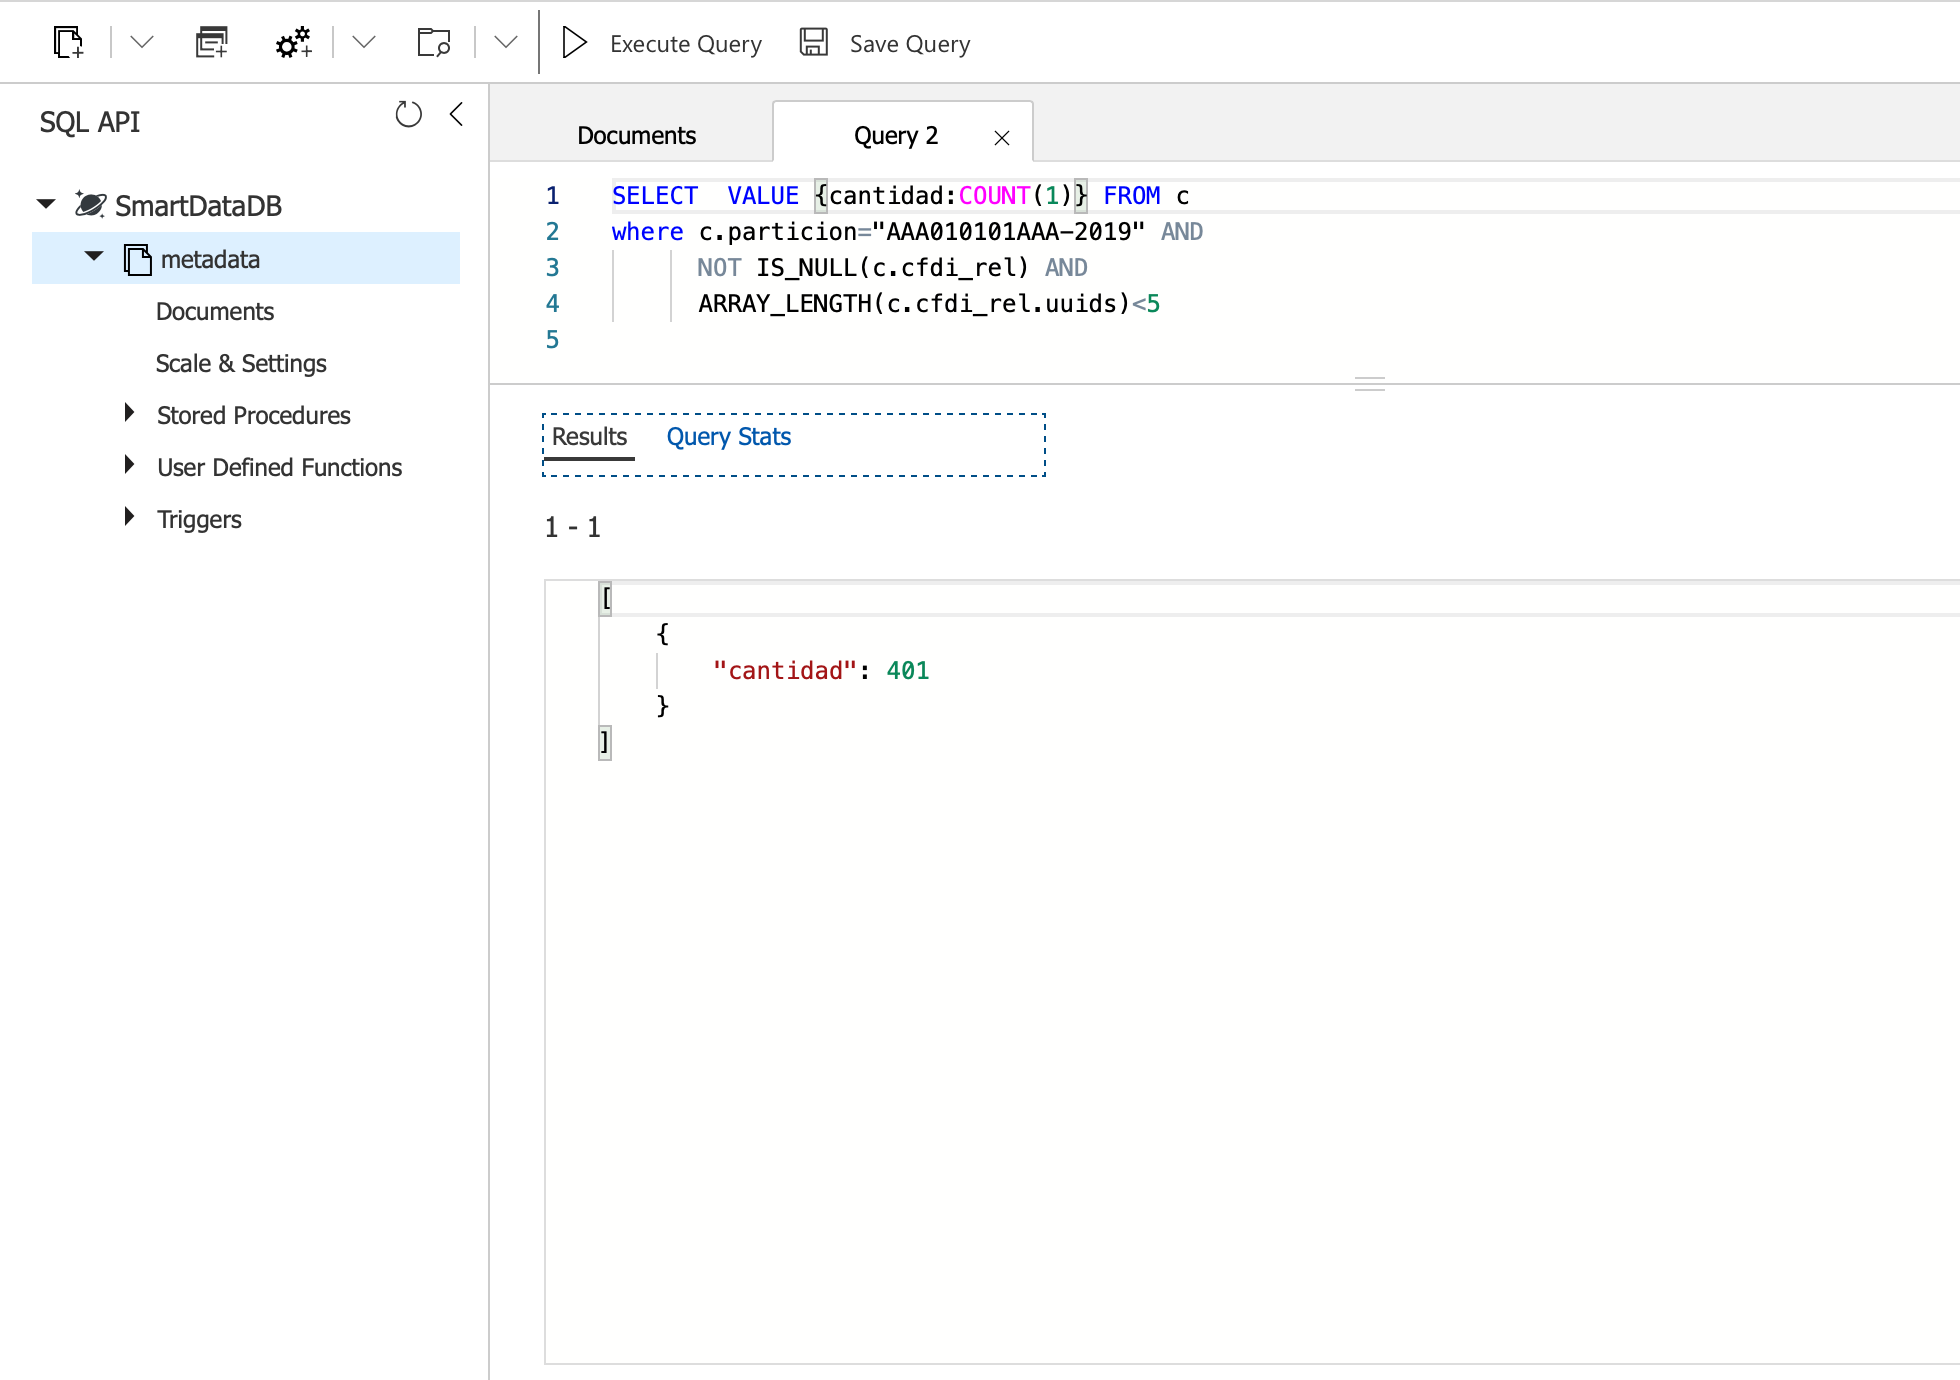 Execute Query
Save Query
SQL API
SmartDataDB
metadata
Documents
Scale & Settings
Stored Procedures
User Defined Functions
Triggers
Documents
Query 2
1 SELECT  VALUE {cantidad:COUNT(1)} FROM c
2 where c.particion="AAA010101AAA-2019" AND
3       NOT IS_NULL(c.cfdi_rel) AND
4       ARRAY_LENGTH(c.cfdi_rel.uuids)<5
5
Results Query Stats
1 - 1
[
    {
        "cantidad": 401
    }
]